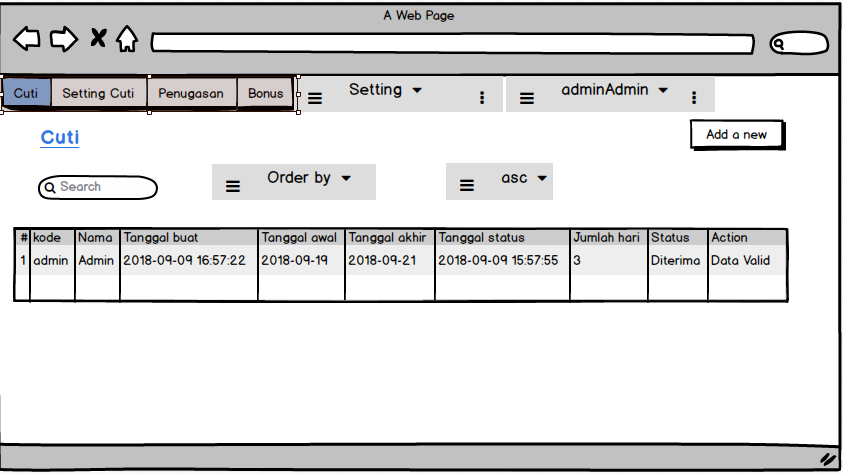 A Web Page
Cuti Setting Cuti Penugasan Bonus Setting adminAdmin
Cuti Add a new
Search Order by asc
# kode Nama Tanggal buat Tanggal awal Tanggal akhir Tanggal status Jumlah hari Status Action
1 admin Admin 2018-09-09 16:57:22 2018-09-19 2018-09-21 2018-09-09 15:57:55 3 Diterima Data Valid